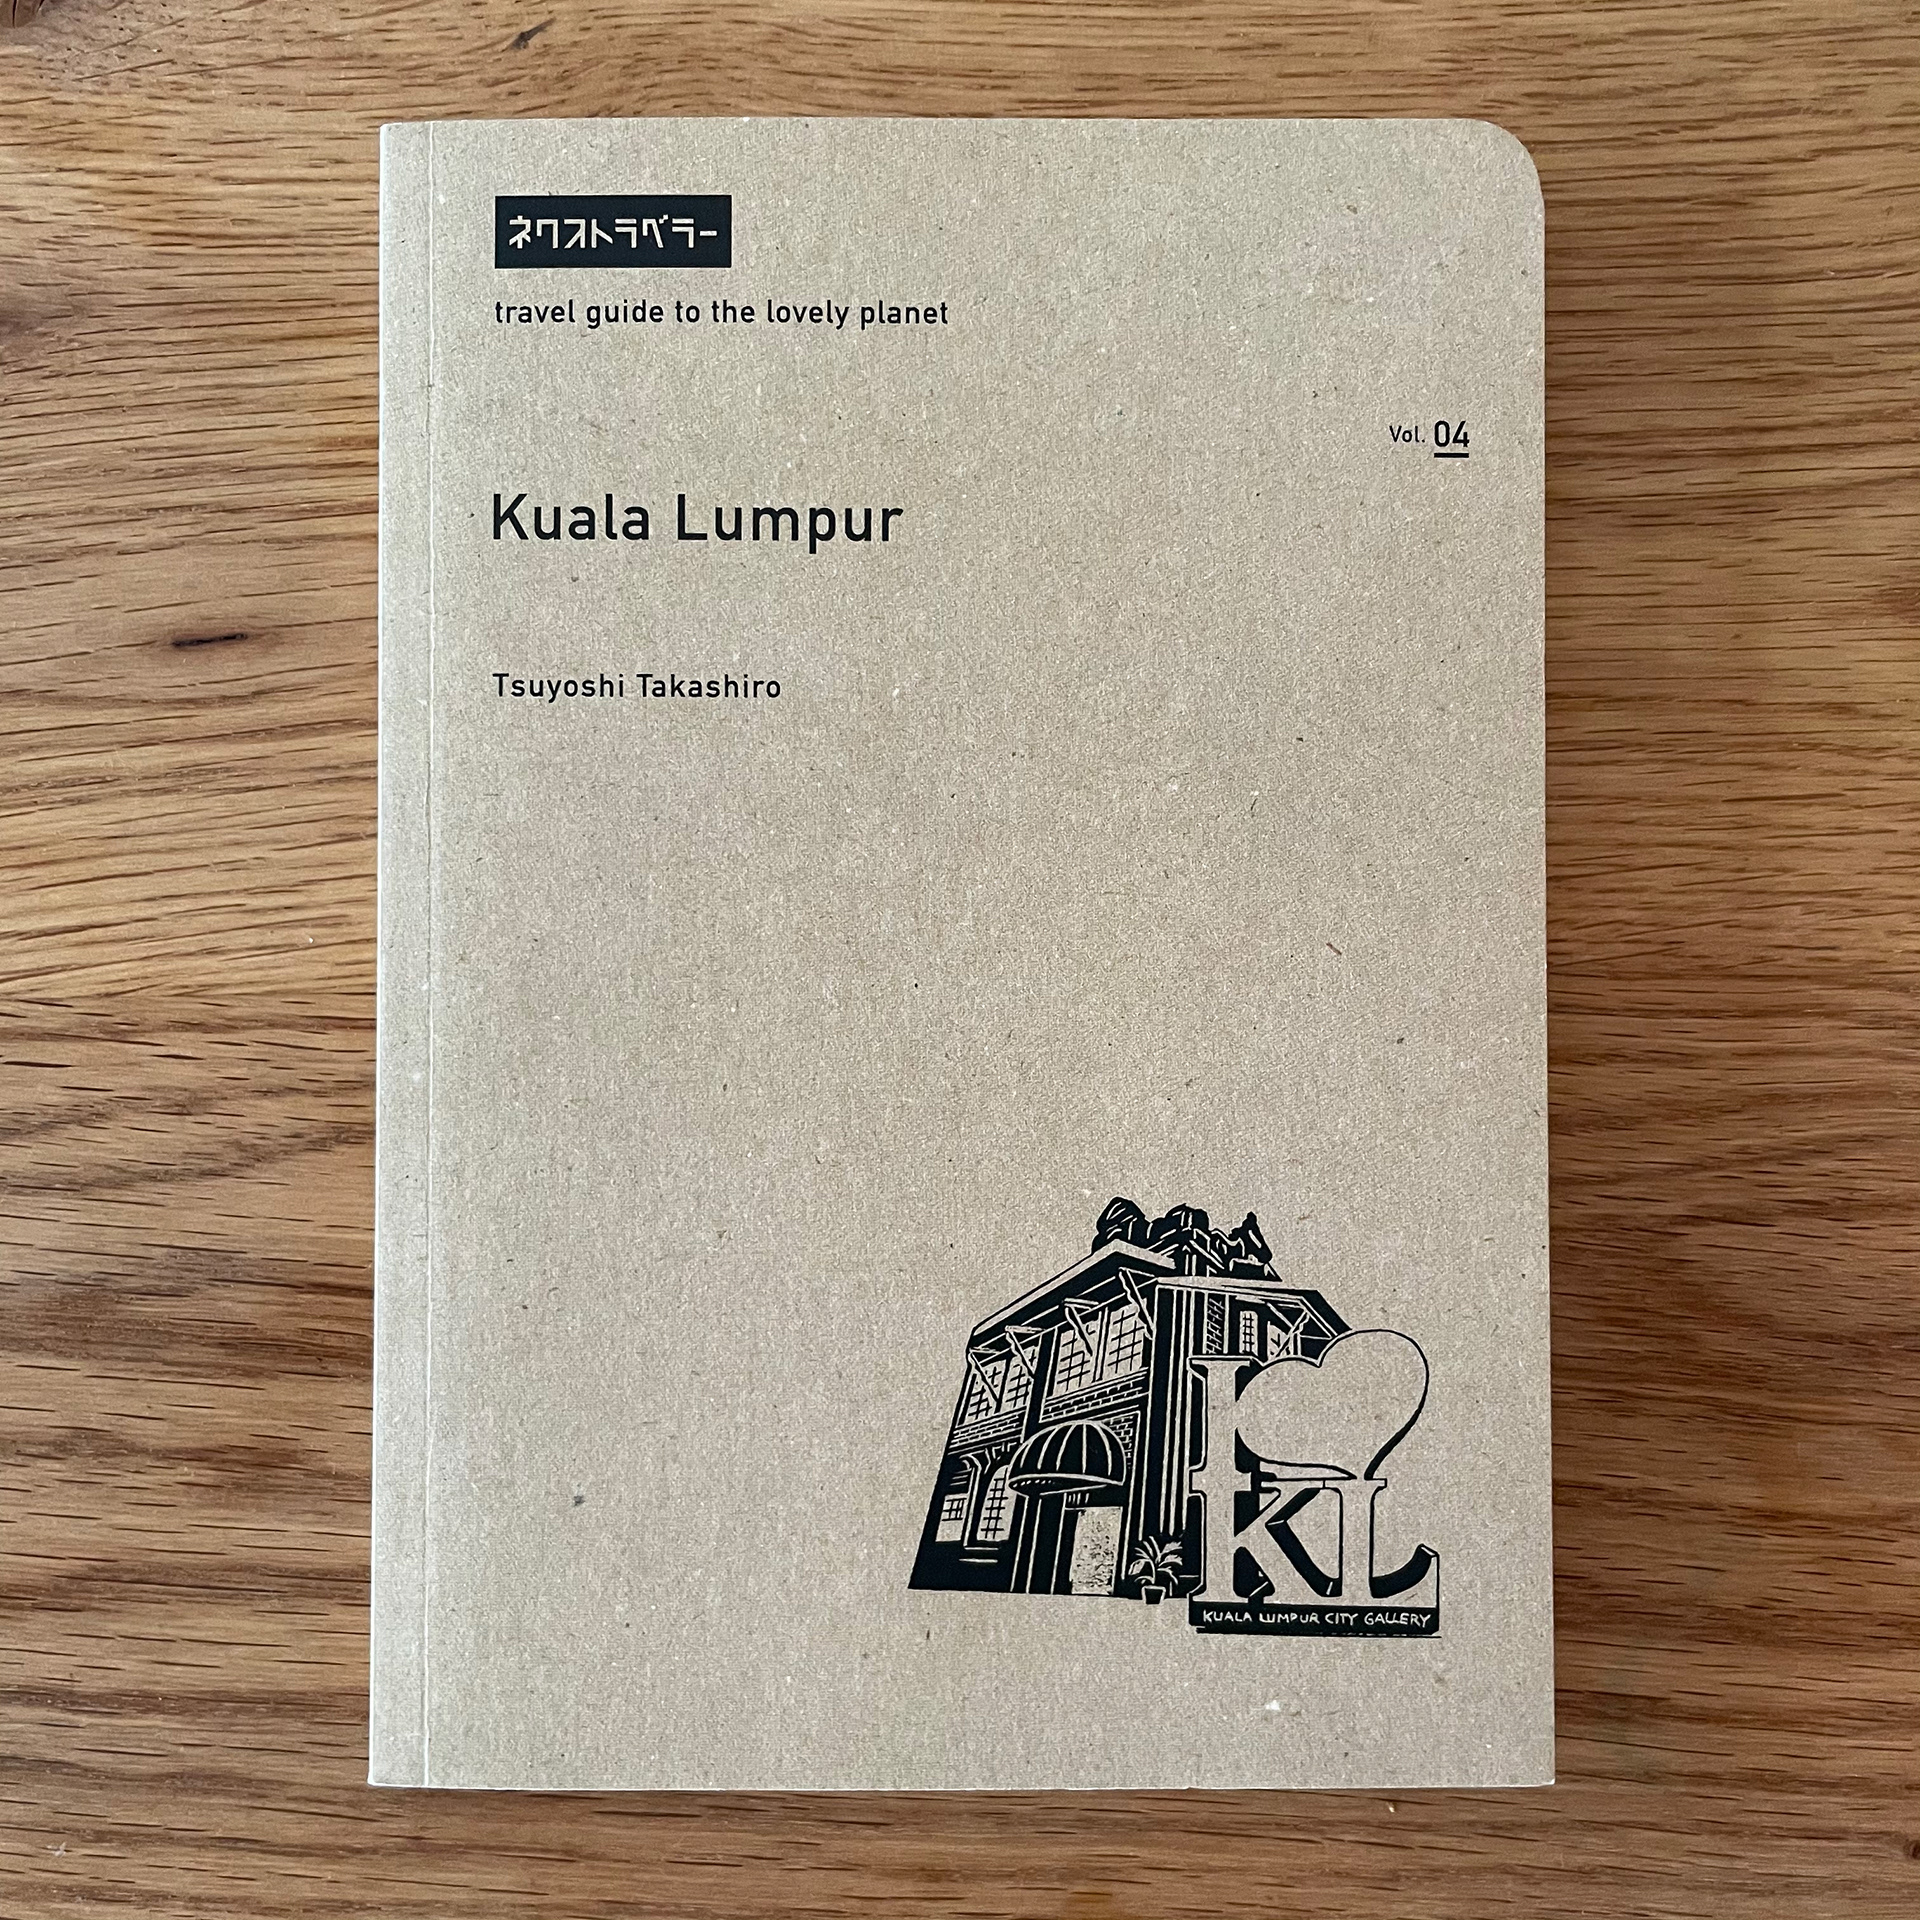 ネクストラベラー
travel guide to the lovely planet
Vol. 04
Kuala Lumpur
Tsuyoshi Takashiro
I
KL
KUALA LUMPUR CITY GALLERY